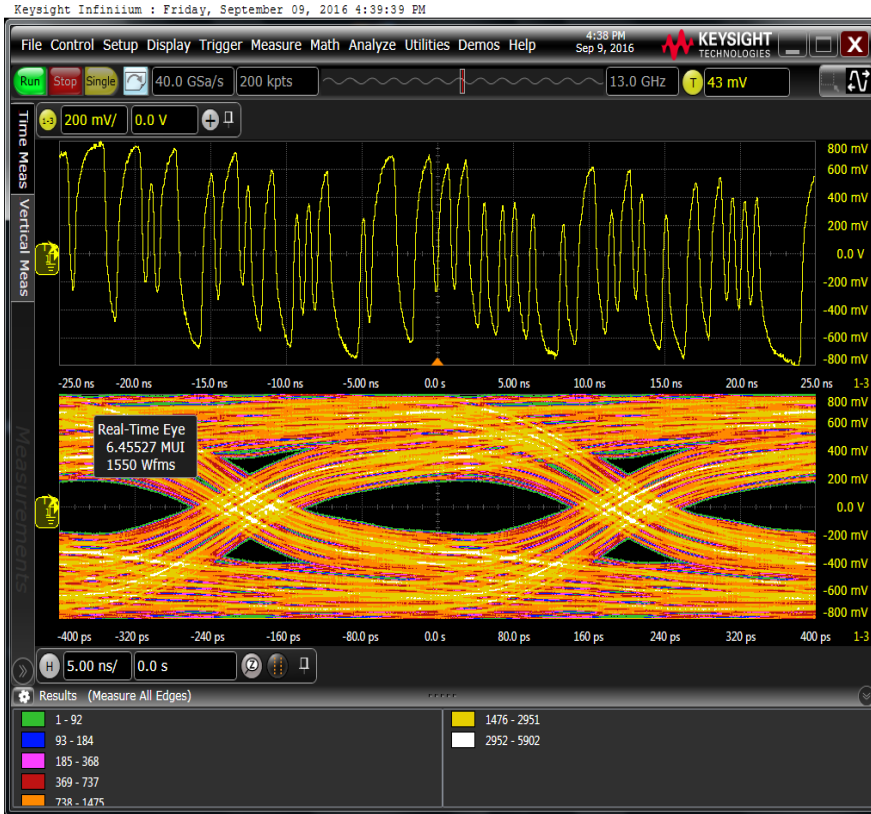 Keysight Infiniium : Friday, September 09, 2016 4:39:39 PM
File Control Setup Display Trigger Measure Math Analyze Utilities Demos Help
4:38 PM
Sep 9, 2016
KEYSIGHT
TECHNOLOGIES
Run Stop Single 40.0 GSa/s 200 kpts 13.0 GHz T 43 mV
Time Meas
Vertical Meas
Measurements
1-3 200 mV/ 0.0 V
800 mV
600 mV
400 mV
200 mV
0.0 V
-200 mV
-400 mV
-600 mV
-800 mV
-25.0 ns -20.0 ns -15.0 ns -10.0 ns -5.00 ns 0.0 s 5.00 ns 10.0 ns 15.0 ns 20.0 ns 25.0 ns 1-3
Real-Time Eye
6.45527 MUI
1550 Wfms
800 mV
600 mV
400 mV
200 mV
0.0 V
-200 mV
-400 mV
-600 mV
-800 mV
-400 ps -320 ps -240 ps -160 ps -80.0 ps 0.0 s 80.0 ps 160 ps 240 ps 320 ps 400 ps 1-3
H 5.00 ns/ 0.0 s
Results (Measure All Edges)
1 - 92
93 - 184
185 - 368
369 - 737
738 - 1475
1476 - 2951
2952 - 5902